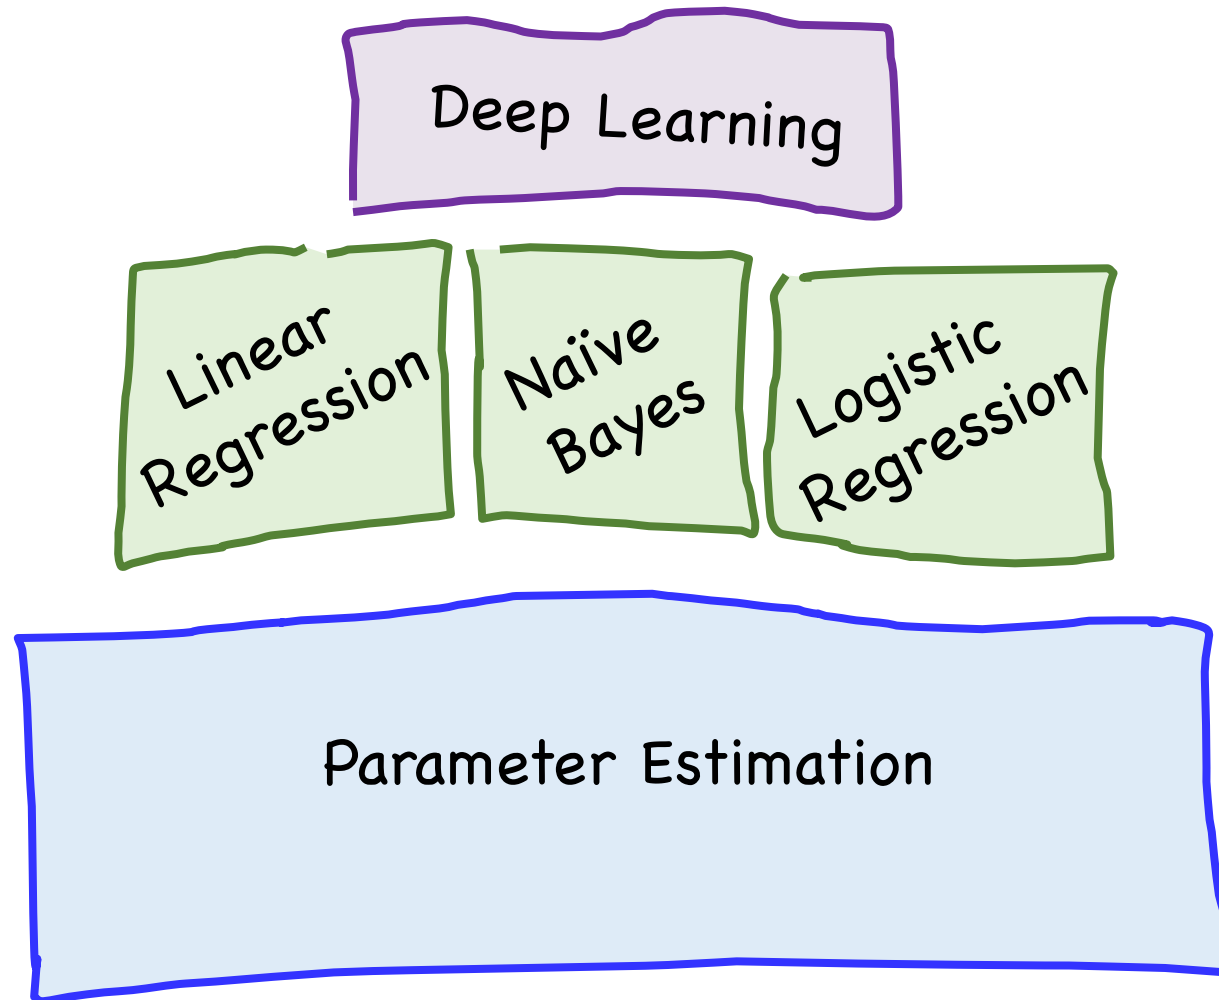 Deep Learning
Linear
Regression
Naïve
Bayes
Logistic
Regression
Parameter Estimation